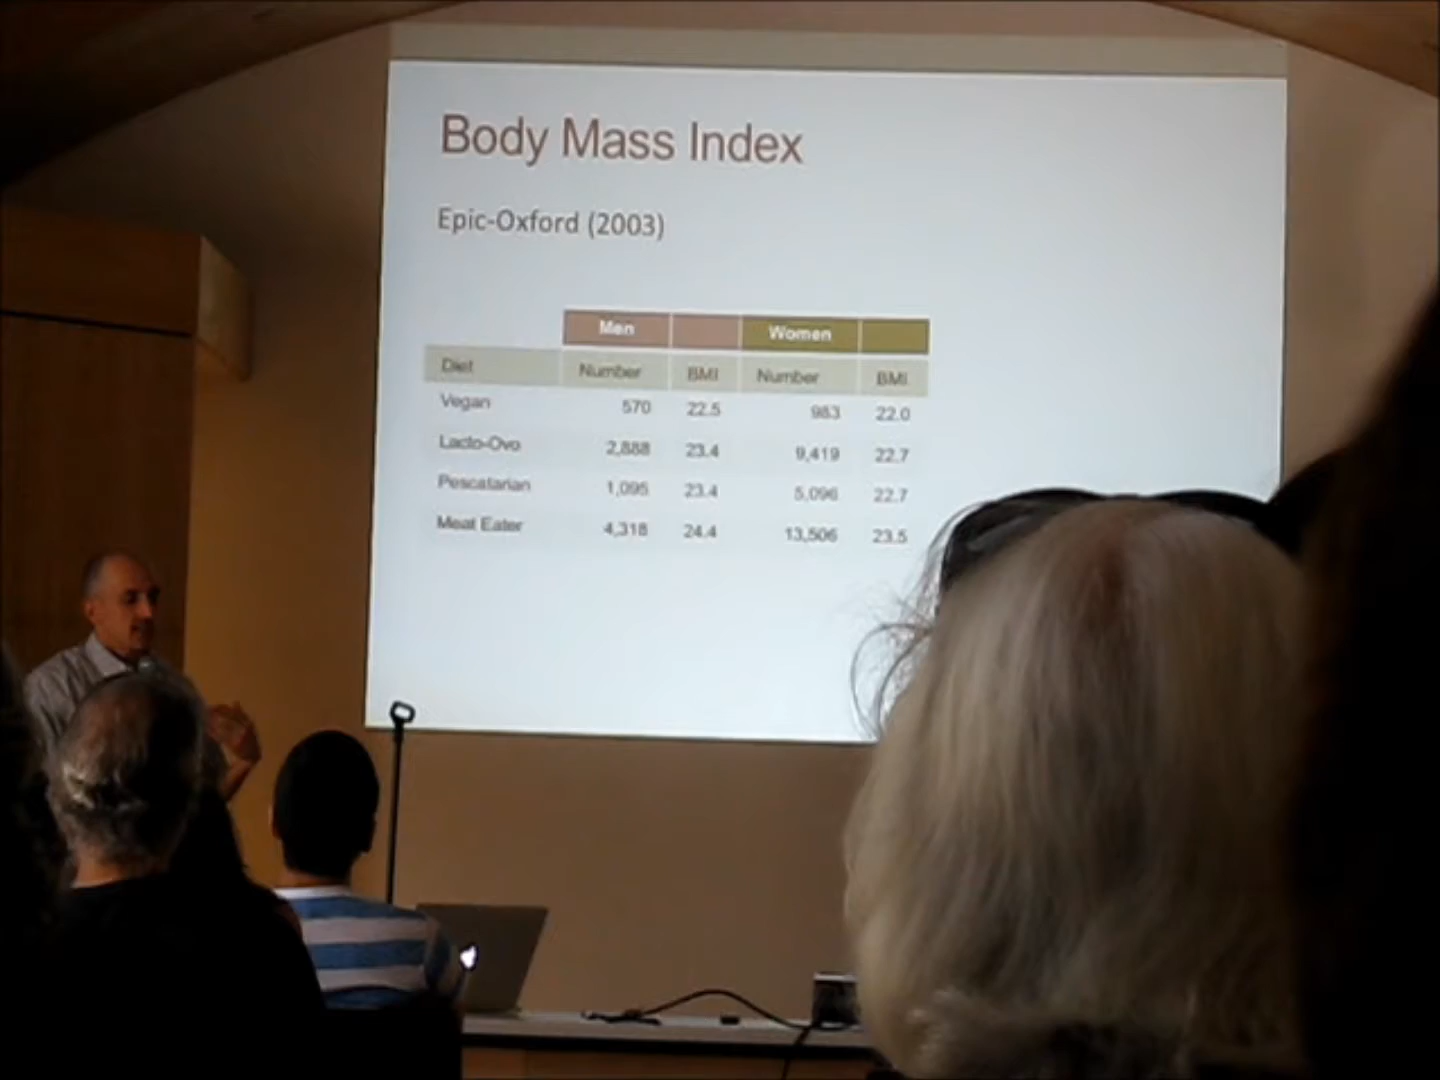 Body Mass Index
Epic-Oxford (2003)
Men Women
Diet Number BMI Number BMI
Vegan 570 22.5 983 22.0
Lacto-Ovo 2,888 23.4 9,419 22.7
Pescatarian 1,095 23.4 5,096 22.7
Meat Eater 4,318 24.4 13,506 23.5